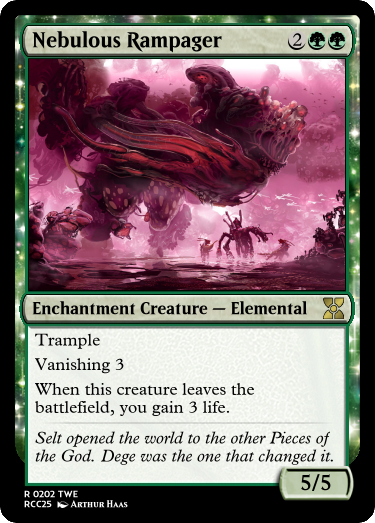 Nebulous Rampager 2
Enchantment Creature — Elemental
Trample
Vanishing 3
When this creature leaves the
battlefield, you gain 3 life.
Selt opened the world to the other Pieces of
the God. Dege was the one that changed it.
5/5
R 0202 TWE
RCC25 Arthur Haas